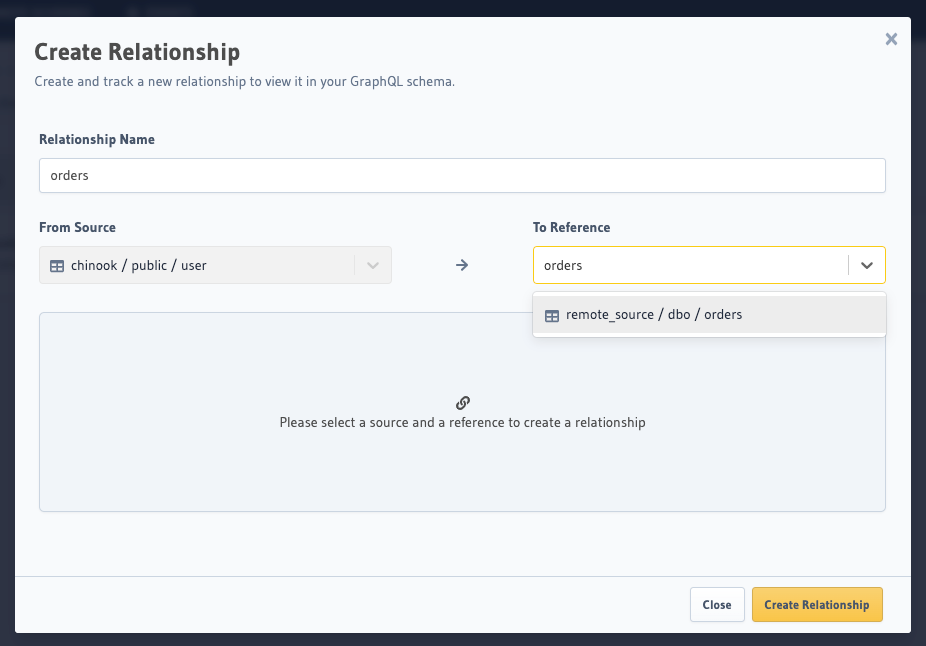 Create Relationship
Create and track a new relationship to view it in your GraphQL schema.
Relationship Name
orders
From Source
To Reference
chinook / public / user
orders
remote_source / dbo / orders
Please select a source and a reference to create a relationship
Close
Create Relationship